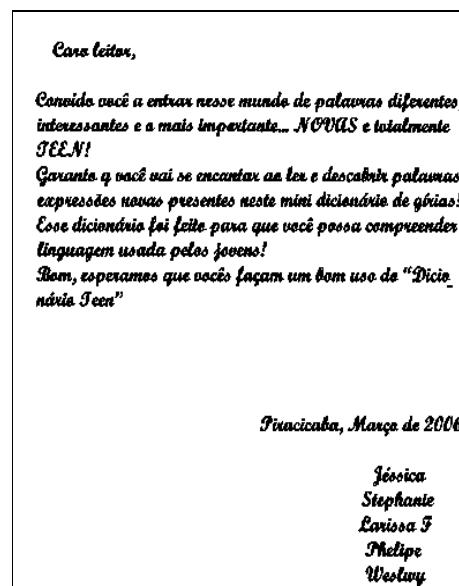 Caro leitor,
Convido você a entrar nesse mundo de palavras diferentes,
interessantes e o mais importante... NOVAS e totalmente
TEEN!
Garanto q você vai se encantar ao ler e descobrir palavras
expressões novas presentes neste mini dicionário de gírias!
Esse dicionário foi feito para que você possa compreender
linguagem usada pelos jovens!
Bom, esperamos que vocês façam um bom uso do “Dicio_
nário Teen”
Piracicaba, Março de 2006
Jéssica
Stephanie
Larissa F
Phelipe
Weslwy